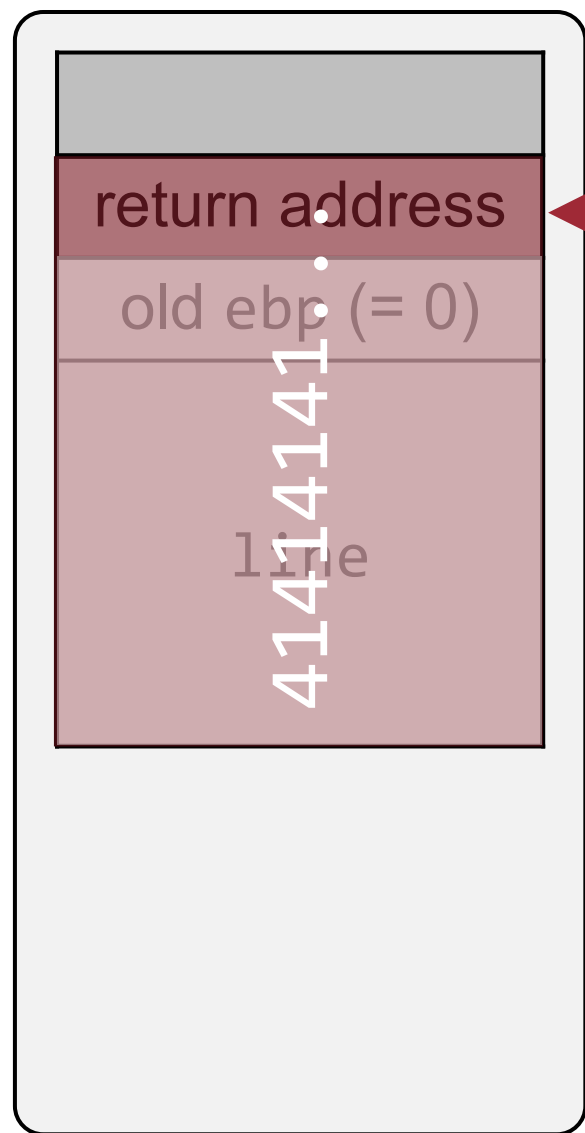 return address
old ebp (= 0)
line
41414141...